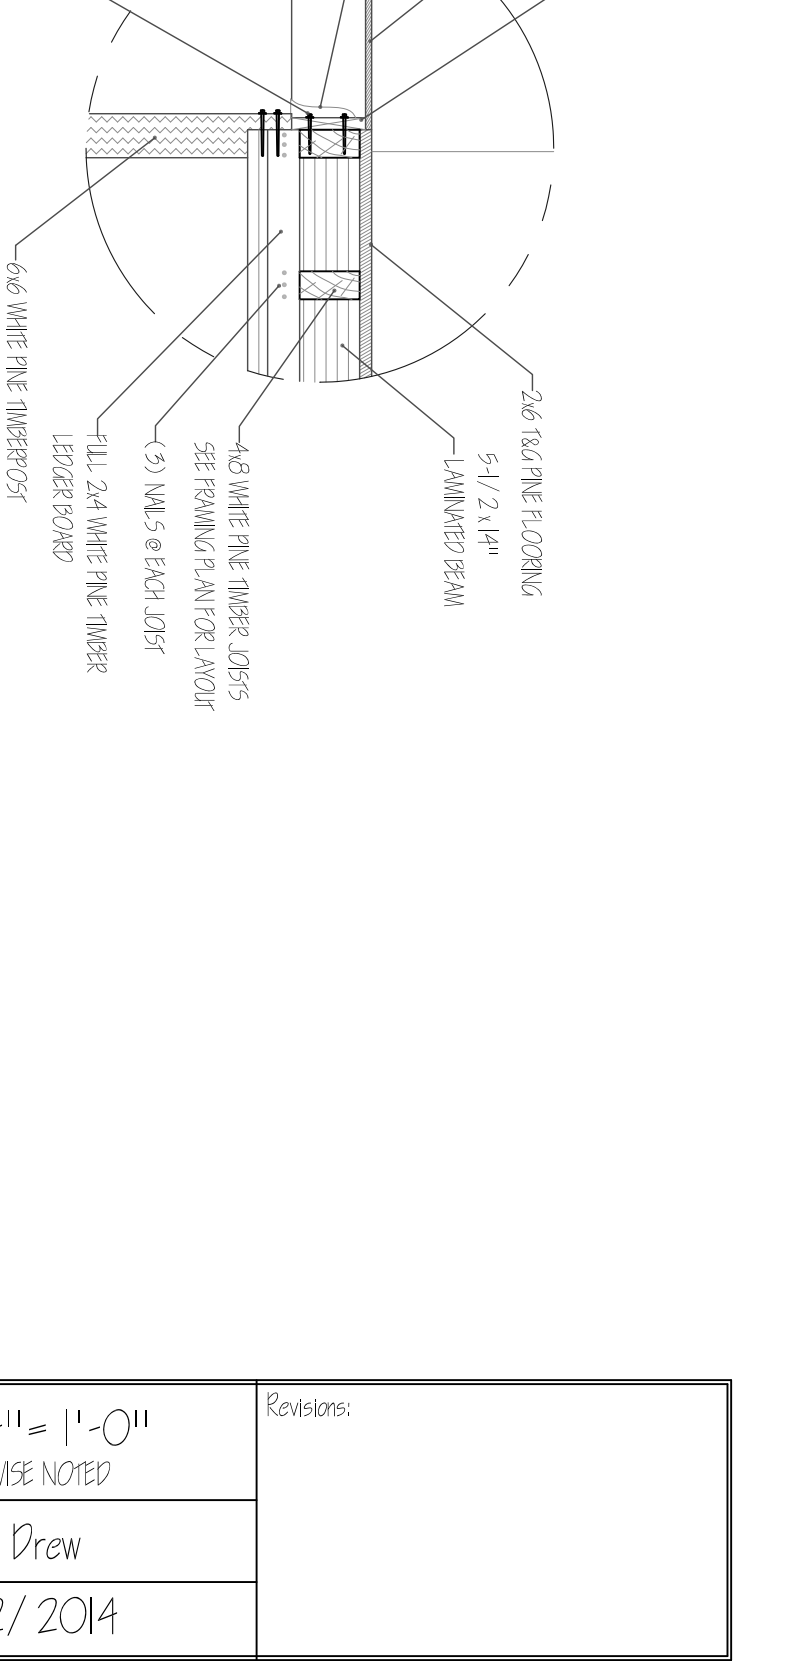 2x6 T&G PINE FLOORING
5-1/2 x 14"
LAMINATED BEAM
4x8 WHITE PINE TIMBER JOISTS
SEE FRAMING PLAN FOR LAYOUT
(3) NAILS @ EACH JOIST
FULL 2x4 WHITE PINE TIMBER
LEDGER BOARD
6x6 WHITE PINE TIMBERPOST
"= 1'-0"
NOTED
Drew
/ 2014
Revisions: